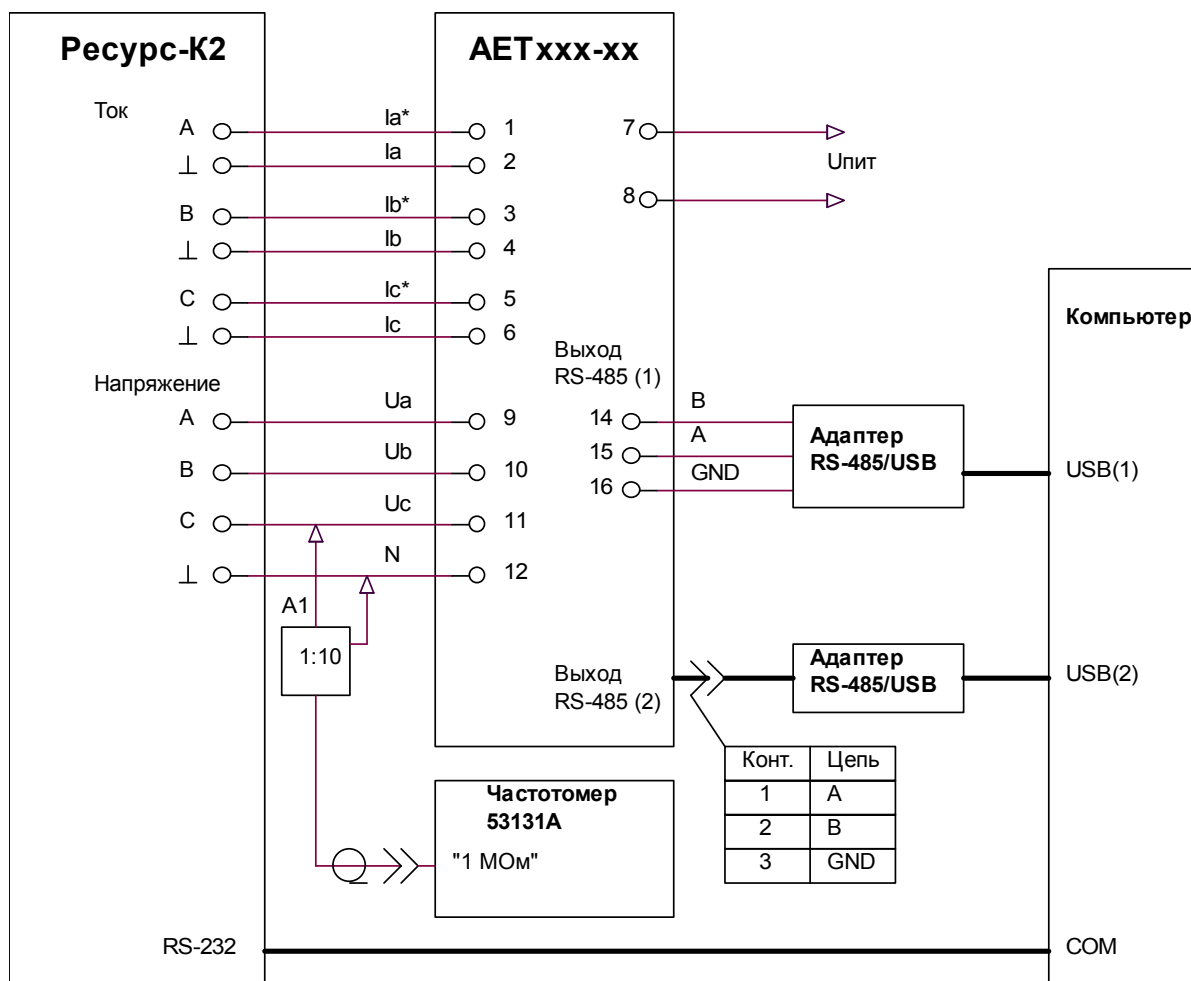 Ресурс-К2
АЕТxxx-xx
Ток
A
Ia*
1
7
⊥
Ia
2
Uпит
8
B
Ib*
3
⊥
Ib
4
C
Ic*
5
⊥
Ic
6
Компьютер
Напряжение
Выход
RS-485 (1)
A
Ua
9
14
B
15
A
16
GND
Адаптер
RS-485/USB
USB(1)
B
Ub
10
C
Uc
11
⊥
N
12
A1
1:10
Выход
RS-485 (2)
Адаптер
RS-485/USB
USB(2)
Конт. Цепь
1 A
2 B
3 GND
Частотомер
53131A
"1 МОм"
RS-232
COM